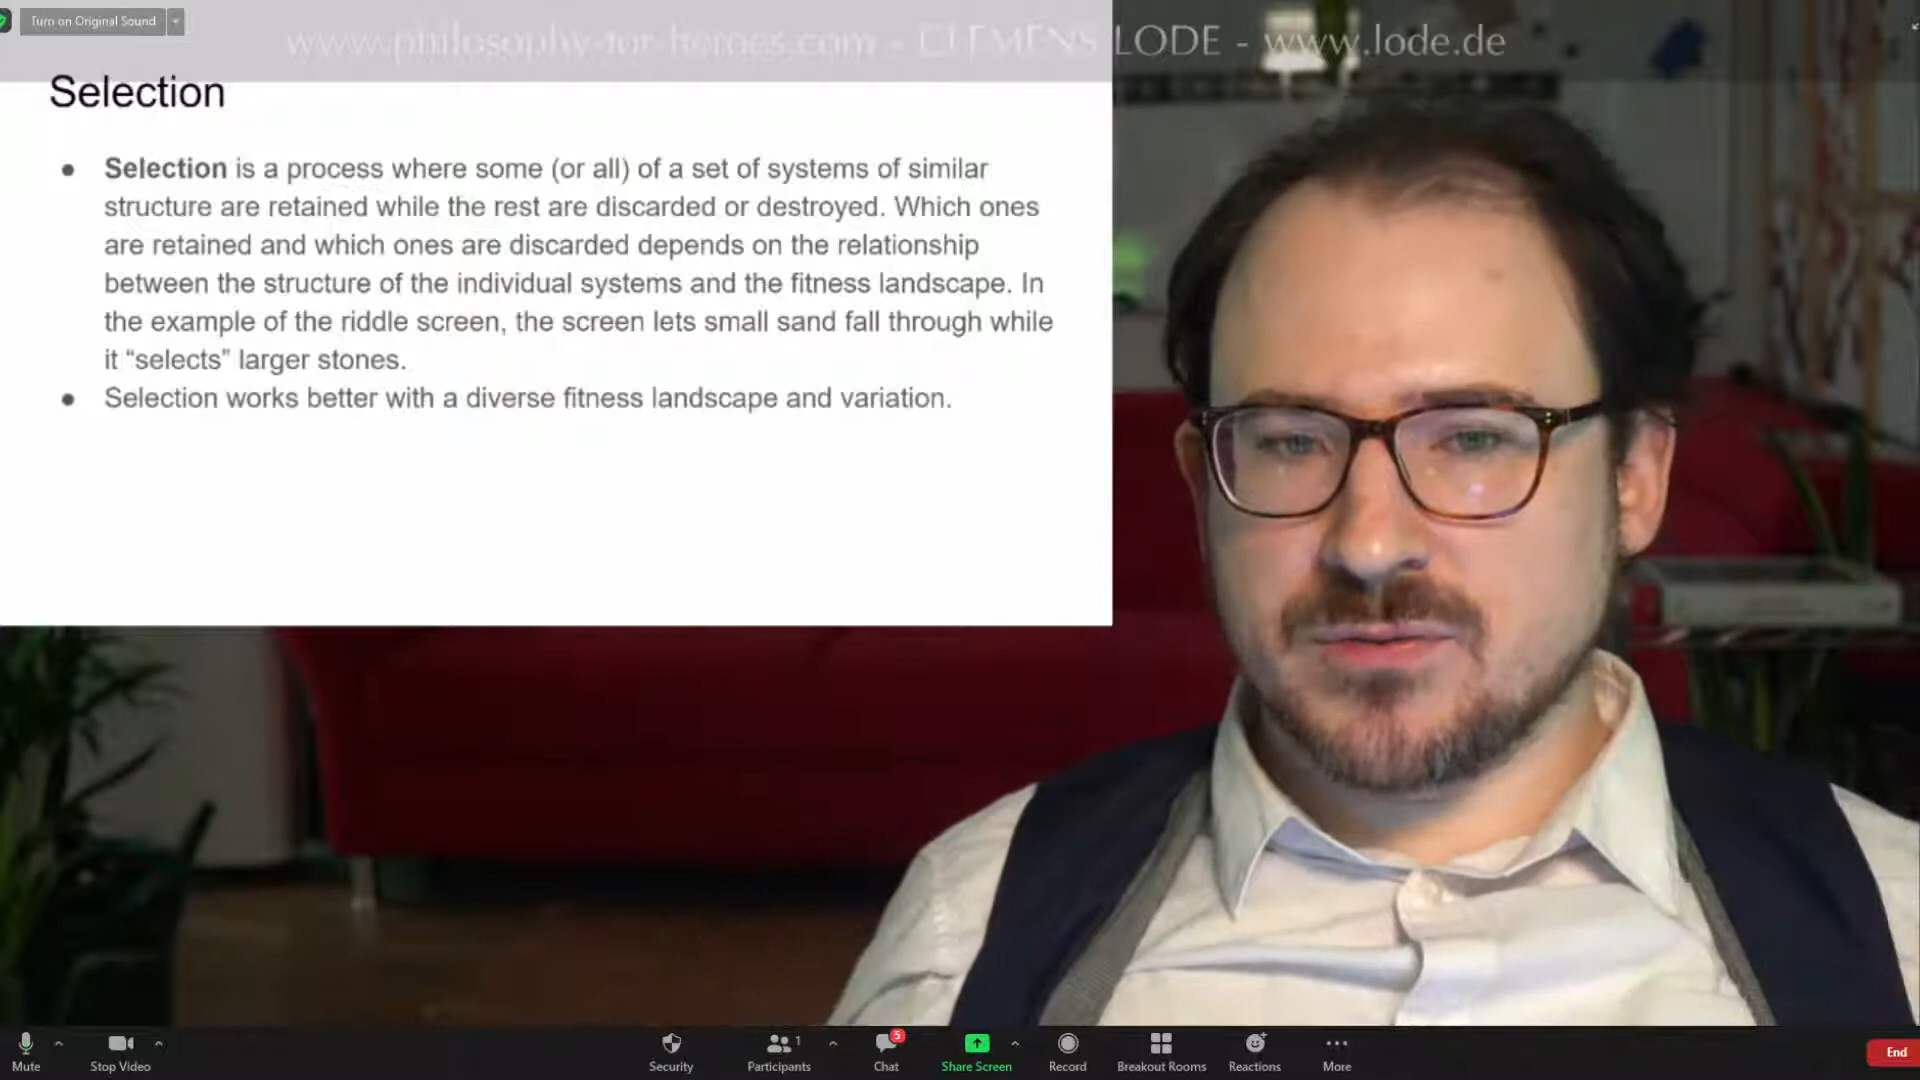 Turn on Original Sound
www.philosophy-for-heroes.com - CLEMENS LODE - www.lode.de
Selection
● Selection is a process where some (or all) of a set of systems of similar
structure are retained while the rest are discarded or destroyed. Which ones
are retained and which ones are discarded depends on the relationship
between the structure of the individual systems and the fitness landscape. In
the example of the riddle screen, the screen lets small sand fall through while
it “selects” larger stones.
● Selection works better with a diverse fitness landscape and variation.
Mute
Stop Video
Security
Participants 1
Chat 5
Share Screen
Record
Breakout Rooms
Reactions
More
End